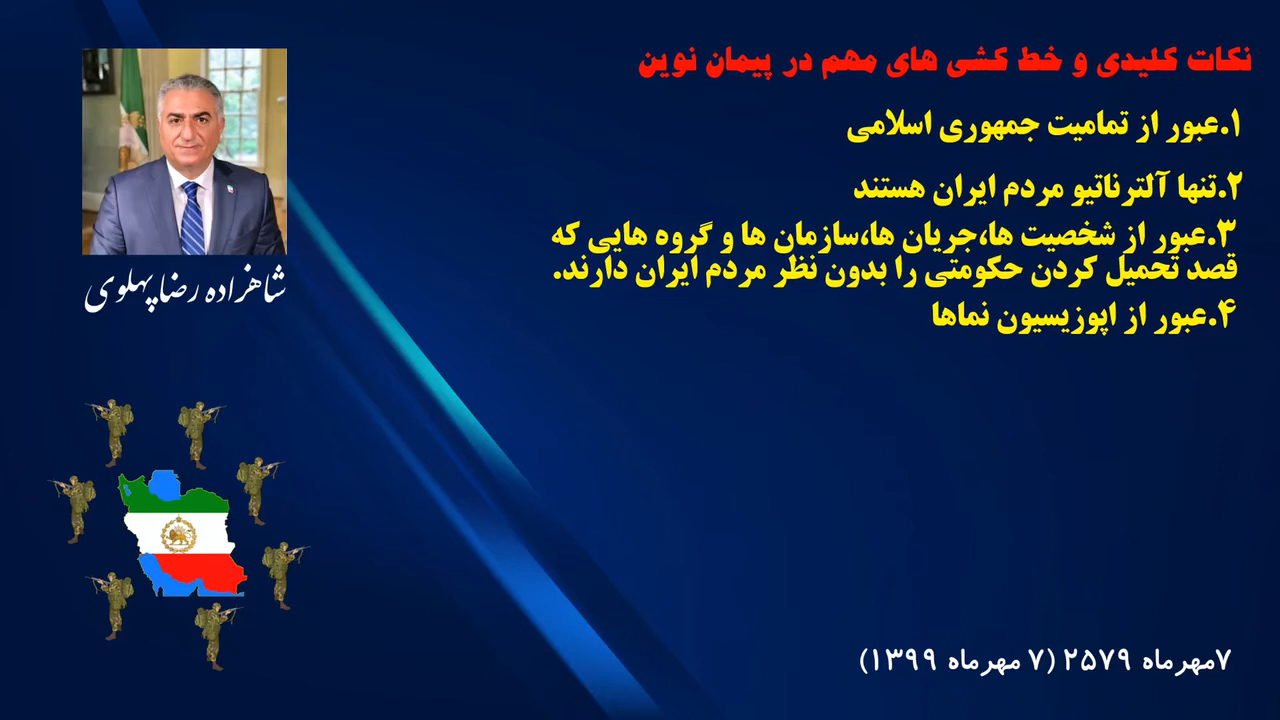 نکات کلیدی و خط کشی های مهم در پیمان نوین
۱.عبور از تمامیت جمهوری اسلامی
۲.تنها آلترناتیو مردم ایران هستند
۳.عبور از شخصیت ها،جریان ها،سازمان ها و گروه هایی که
قصد تحمیل کردن حکومتی را بدون نظر مردم ایران دارند.
۴.عبور از اپوزیسیون نماها
شاهزاده رضا پهلوی
۷مهرماه ۲۵۷۹ (۷ مهرماه ۱۳۹۹)